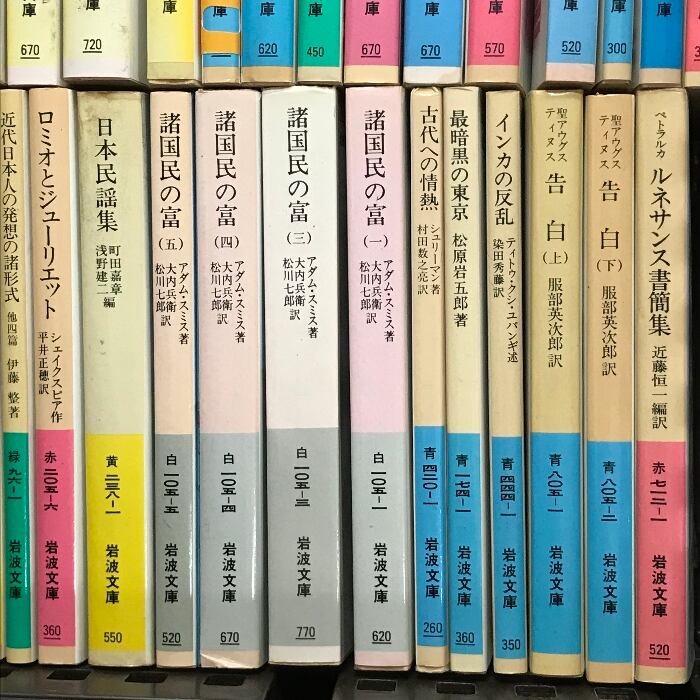 庫
670
720
庫
庫
620
庫
450
庫
670
庫
670
庫
570
庫
520
庫
300
庫
近代日本人の発想の諸形式
他四篇
伊藤 整著
緑 九六-一
岩波文庫
ロミオとジューリエット
シェイクスピア作
平井正穂訳
赤 二〇五-六
岩波文庫
360
日本民謡集
町田嘉章
浅野建二編
黄 二三八-一
岩波文庫
550
諸国民の富
(五)
アダム・スミス著
大内兵衛
松川七郎訳
白 一〇五-五
岩波文庫
520
諸国民の富
(四)
アダム・スミス著
大内兵衛
松川七郎訳
白 一〇五-四
岩波文庫
670
諸国民の富
(三)
アダム・スミス著
大内兵衛
松川七郎訳
白 一〇五-三
岩波文庫
770
諸国民の富
(一)
アダム・スミス著
大内兵衛
松川七郎訳
白 一〇五-一
岩波文庫
620
古代への情熱
シュリーマン著
村田数之亮訳
青 四二〇-一
岩波文庫
260
最暗黒の東京
松原岩五郎著
青 一七四-一
岩波文庫
360
インカの反乱
ティトゥ・クシ・ユパンギ述
染田秀藤訳
青 四四四-一
岩波文庫
350
聖アウグス
ティヌス
告白
(上)
服部英次郎訳
青 八〇五-一
岩波文庫
聖アウグス
ティヌス
告白
(下)
服部英次郎訳
青 八〇五-二
岩波文庫
ペトラルカ
ルネサンス書簡集
近藤恒一編訳
赤 七一二-一
岩波文庫
520